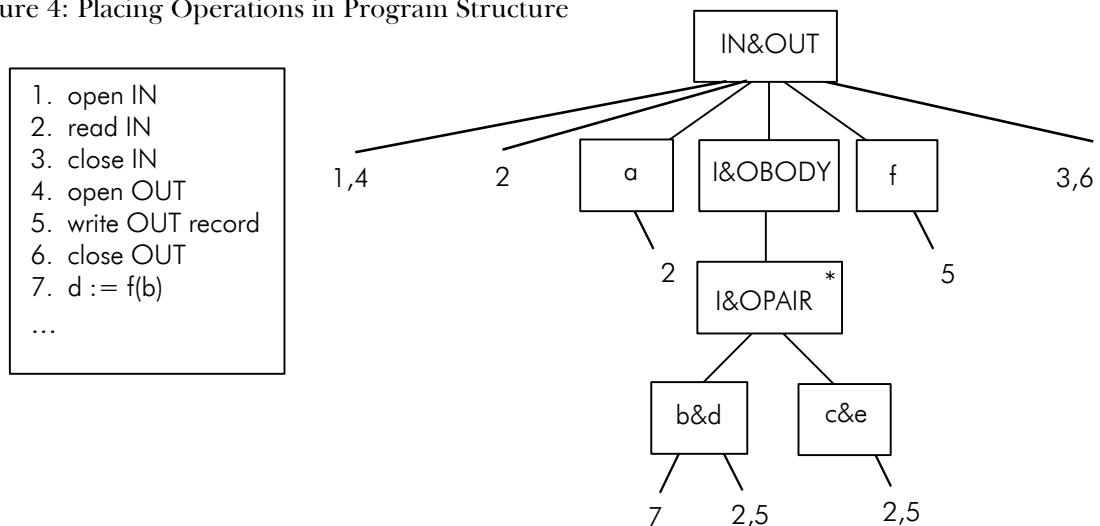 ure 4: Placing Operations in Program Structure
1. open IN
2. read IN
3. close IN
4. open OUT
5. write OUT record
6. close OUT
7. d := f(b)
...
IN&OUT
1,4
2
a
I&OBODY
f
3,6
2
I&OPAIR *
5
b&d
c&e
7
2,5
2,5